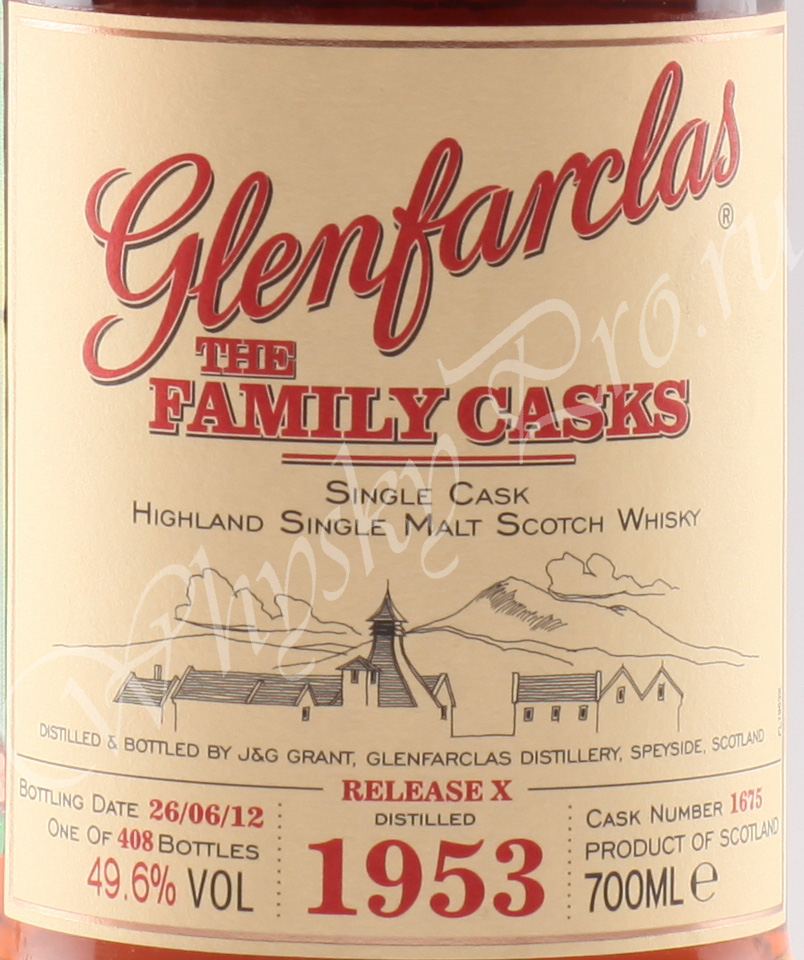 Glenfarclas®
THE
FAMILY CASKS
SINGLE CASK
HIGHLAND SINGLE MALT SCOTCH WHISKY
DISTILLED & BOTTLED BY J&G GRANT, GLENFARCLAS DISTILLERY, SPEYSIDE, SCOTLAND
BOTTLING DATE 26/06/12
ONE OF 408 BOTTLES
49.6% VOL
RELEASE X
DISTILLED
1953
CASK NUMBER 1675
PRODUCT OF SCOTLAND
700ML e
WhyskyPro.ru